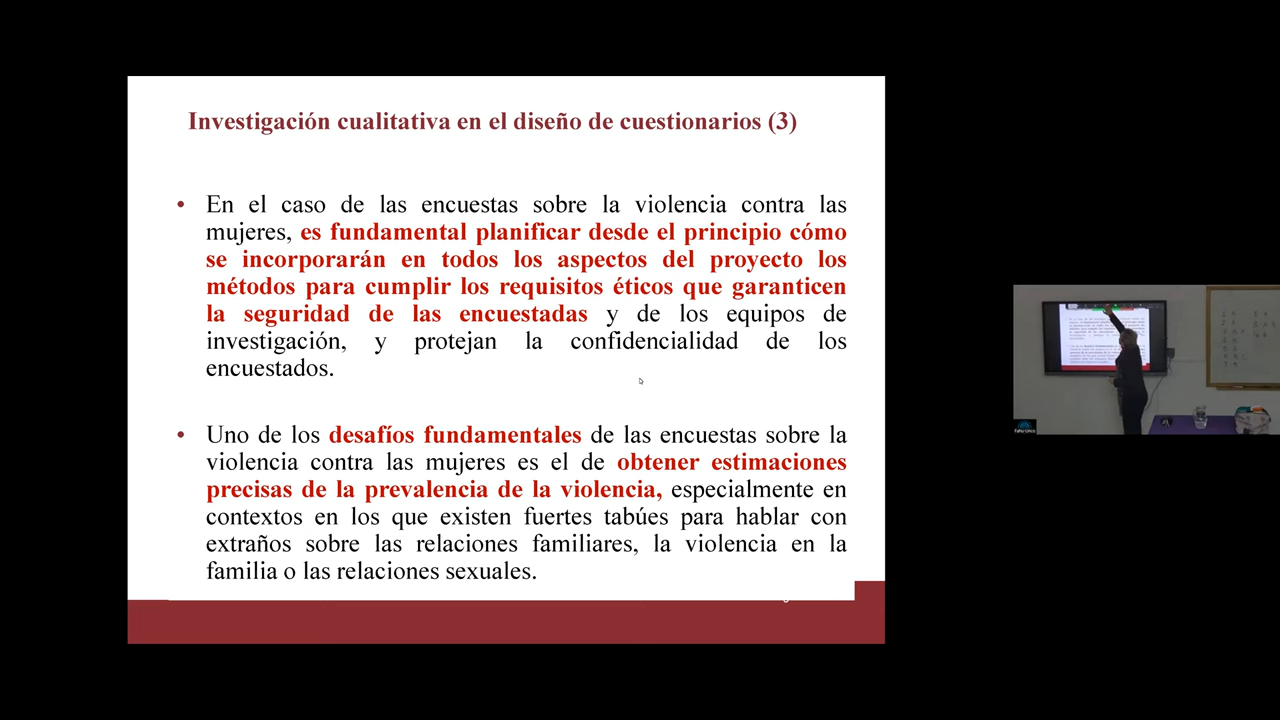 Investigación cualitativa en el diseño de cuestionarios (3)
• En el caso de las encuestas sobre la violencia contra las
mujeres, es fundamental planificar desde el principio cómo
se incorporarán en todos los aspectos del proyecto los
métodos para cumplir los requisitos éticos que garanticen
la seguridad de las encuestadas y de los equipos de
investigación, y protejan la confidencialidad de los
encuestados.
• Uno de los desafíos fundamentales de las encuestas sobre la
violencia contra las mujeres es el de obtener estimaciones
precisas de la prevalencia de la violencia, especialmente en
contextos en los que existen fuertes tabúes para hablar con
extraños sobre las relaciones familiares, la violencia en la
familia o las relaciones sexuales.